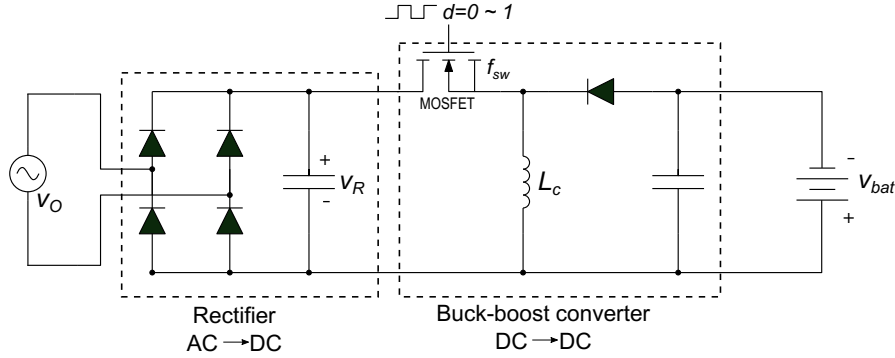 d=0 ~ 1
f_sw
MOSFET
v_O
+
v_R
-
L_c
-
v_bat
+
Rectifier
AC → DC
Buck-boost converter
DC → DC